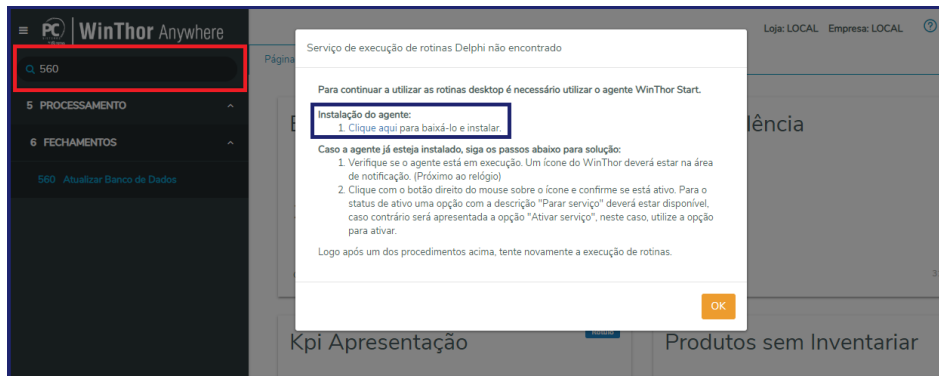 PC WinThor Anywhere
Loja: LOCAL Empresa: LOCAL
560
Página
5 PROCESSAMENTO
6 FECHAMENTOS
560 Atualizar Banco de Dados
Serviço de execução de rotinas Delphi não encontrado
Para continuar a utilizar as rotinas desktop é necessário utilizar o agente WinThor Start.
Instalação do agente:
1. Clique aqui para baixá-lo e instalar.
Caso a agente já esteja instalado, siga os passos abaixo para solução:
1. Verifique se o agente está em execução. Um ícone do WinThor deverá estar na área
de notificação. (Próximo ao relógio)
2. Clique com o botão direito do mouse sobre o ícone e confirme se está ativo. Para o
status de ativo uma opção com a descrição "Parar serviço" deverá estar disponível,
caso contrário será apresentada a opção "Ativar serviço", neste caso, utilize a opção
para ativar.
Logo após um dos procedimentos acima, tente novamente a execução de rotinas.
OK
lência
3
Kpi Apresentação
Produtos sem Inventariar